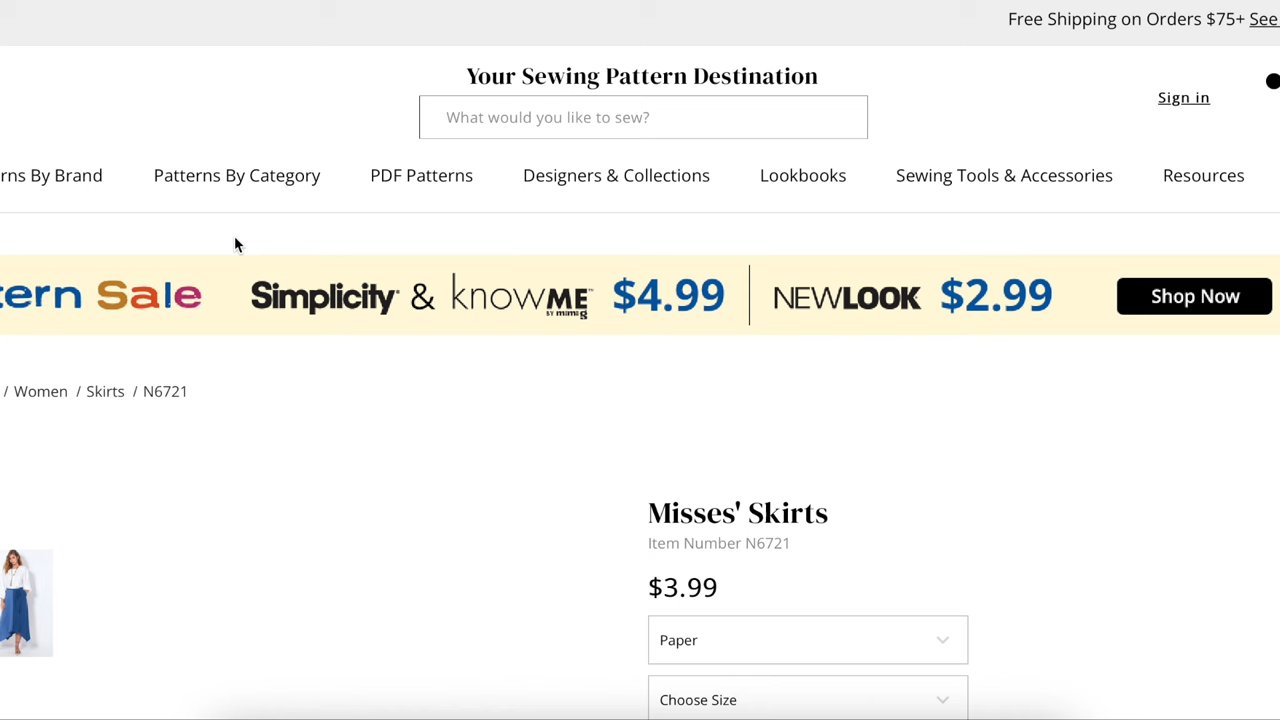 Free Shipping on Orders $75+ See
Your Sewing Pattern Destination
What would you like to sew?
Sign in
rns By Brand Patterns By Category PDF Patterns Designers & Collections Lookbooks Sewing Tools & Accessories Resources
tern Sale Simplicity & knowME BY mimi g $4.99 NEWLOOK $2.99 Shop Now
/ Women / Skirts / N6721
Misses' Skirts
Item Number N6721
$3.99
Paper
Choose Size